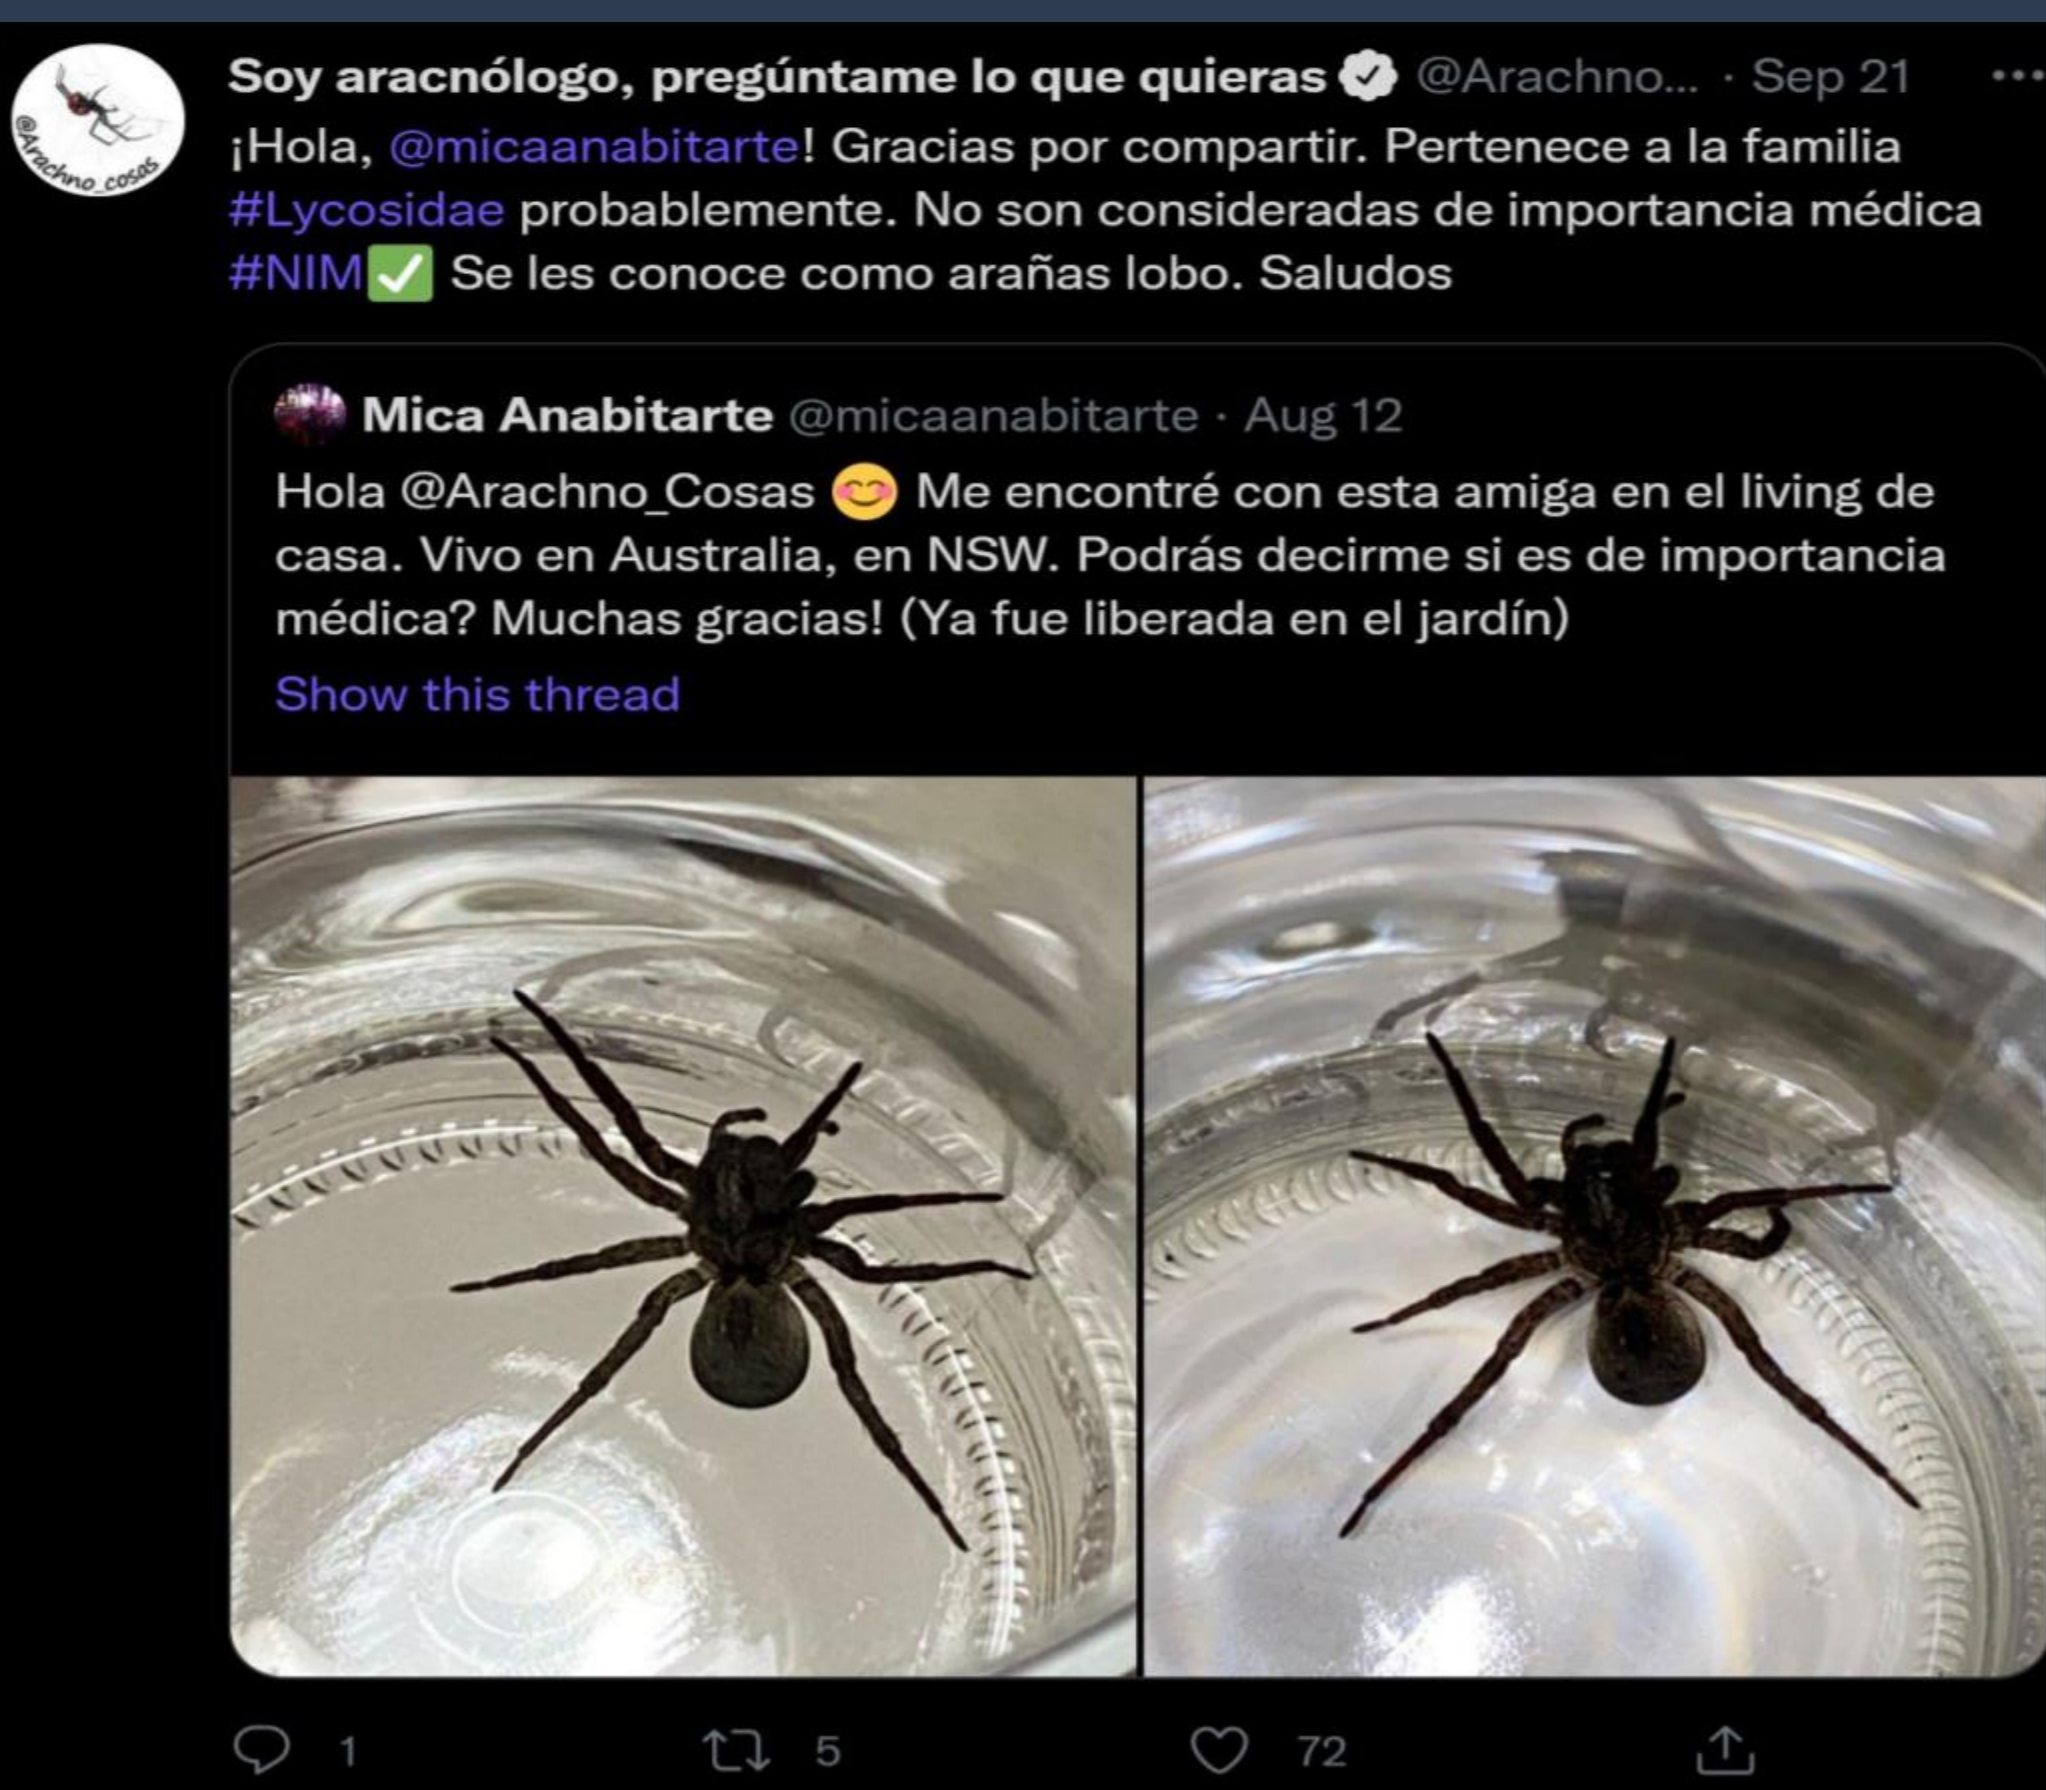 @Arachno_cosas
Soy aracnólogo, pregúntame lo que quieras @Arachno... · Sep 21
¡Hola, @micaanabitarte! Gracias por compartir. Pertenece a la familia
#Lycosidae probablemente. No son consideradas de importancia médica
#NIM✅ Se les conoce como arañas lobo. Saludos
Mica Anabitarte @micaanabitarte · Aug 12
Hola @Arachno_Cosas 😊 Me encontré con esta amiga en el living de
casa. Vivo en Australia, en NSW. Podrás decirme si es de importancia
médica? Muchas gracias! (Ya fue liberada en el jardín)
Show this thread
1 5 72